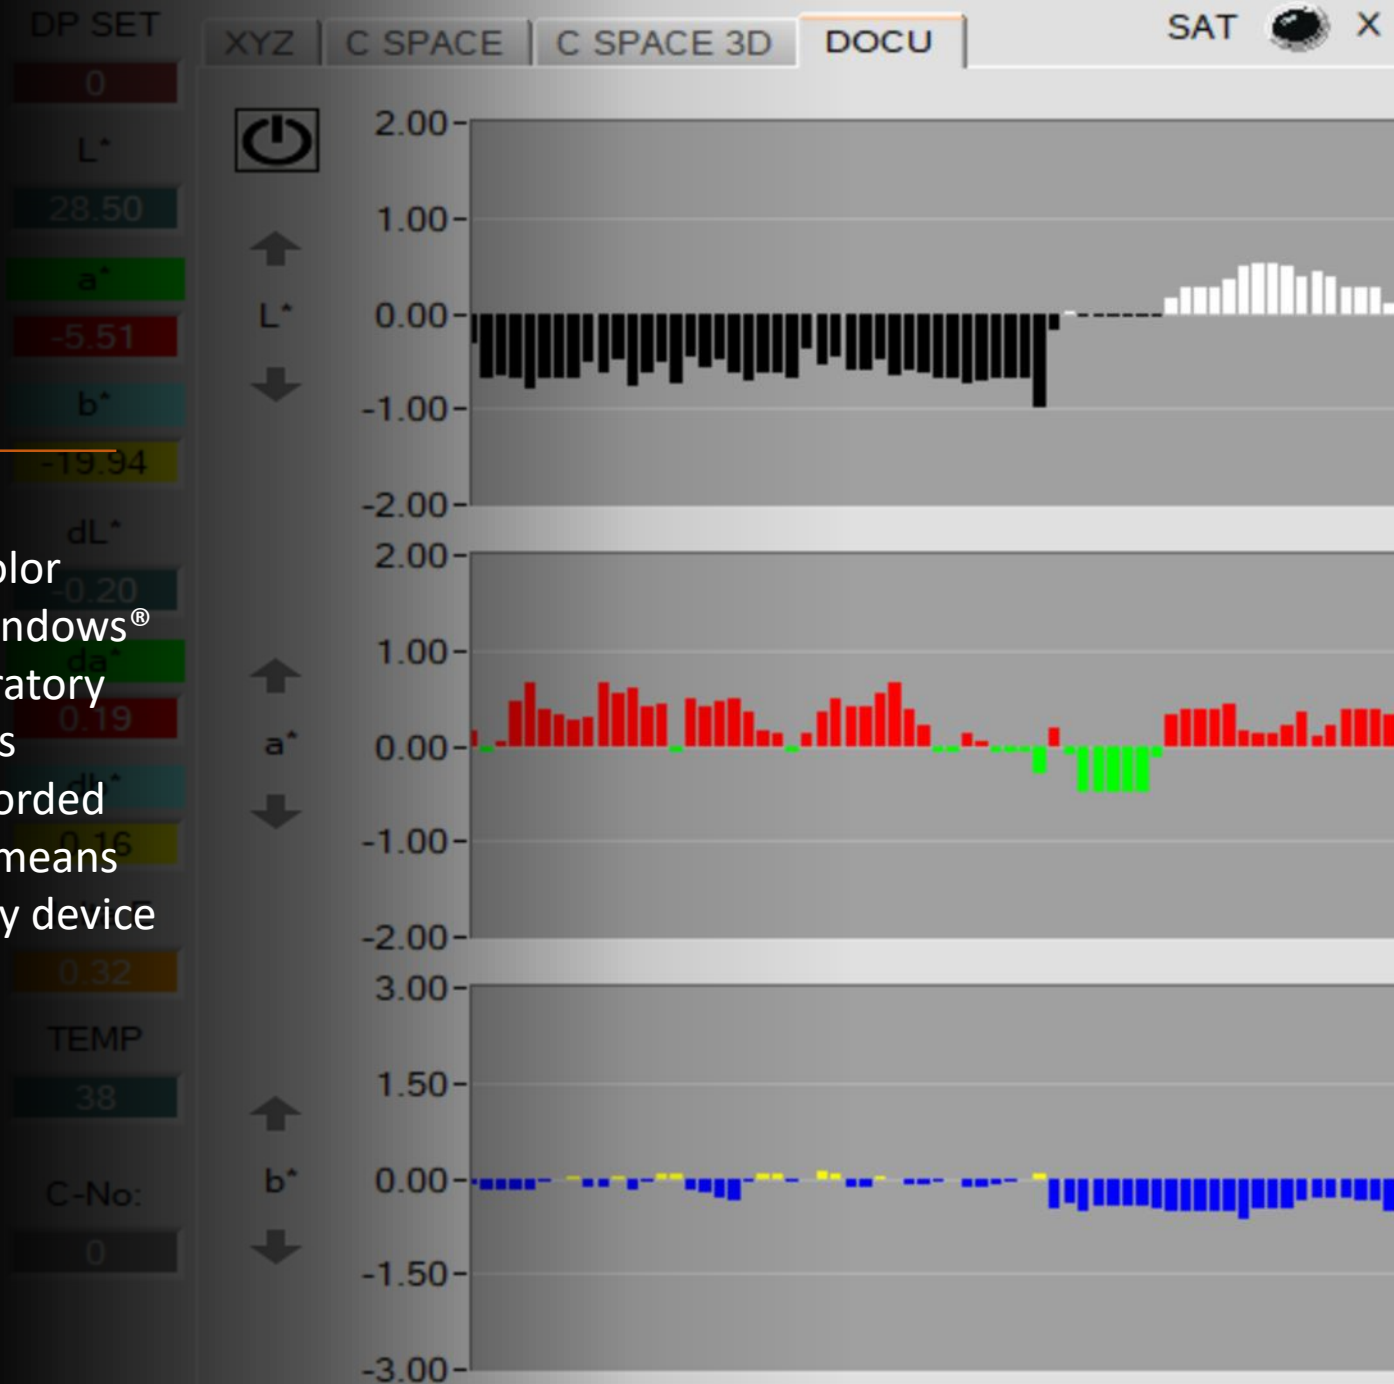 DP SET
0
L*
28.50
a*
-5.51
b*
-19.94
dL*
-0.20
da*
0.19
0.16
0.32
TEMP
38
C-No:
0
olor
ndows®
ratory
s
orded
means
y device
XYZ
C SPACE
C SPACE 3D
DOCU
SAT
X
2.00
1.00
L*
0.00
-1.00
-2.00
2.00
1.00
a*
0.00
-1.00
-2.00
3.00
1.50
b*
0.00
-1.50
-3.00